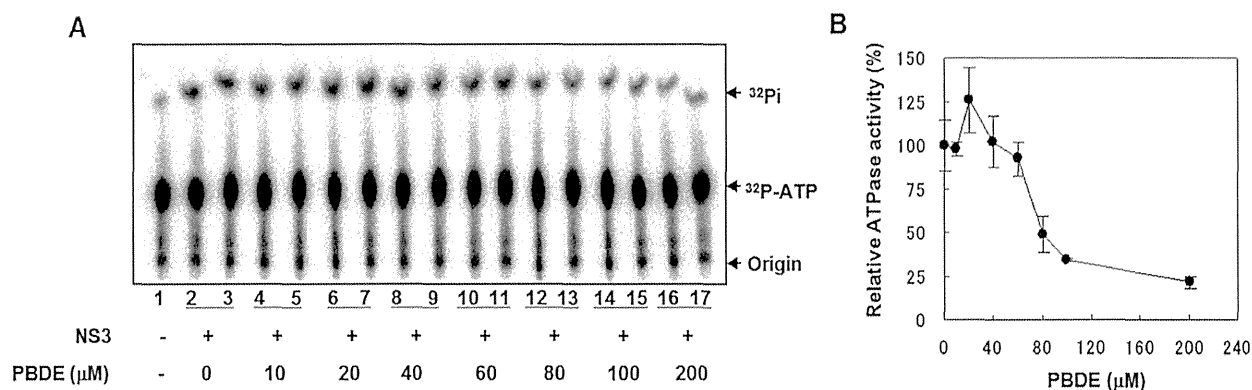 A
32Pi
32P-ATP
Origin
1 2 3 4 5 6 7 8 9 10 11 12 13 14 15 16 17
NS3 - + + + + + + + +
PBDE (μM) - 0 10 20 40 60 80 100 200
B
Relative ATPase activity (%)
150
125
100
75
50
25
0
0 40 80 120 160 200 240
PBDE (μM)